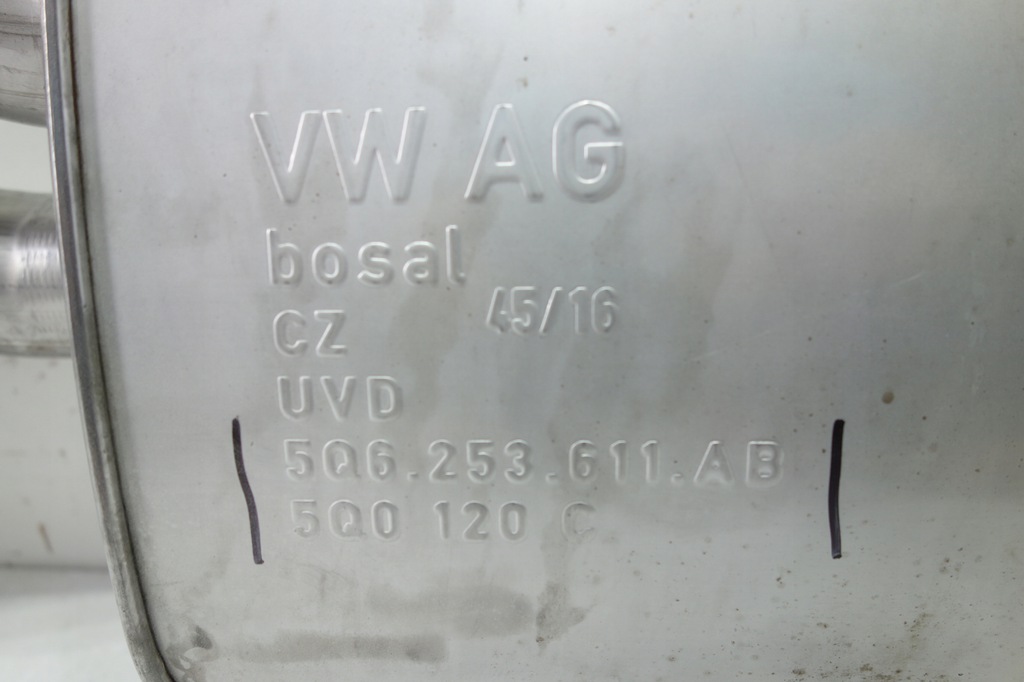 VW AG
bosal
CZ 45/16
UVD
5Q6.253.611.AB
5Q0 120 C